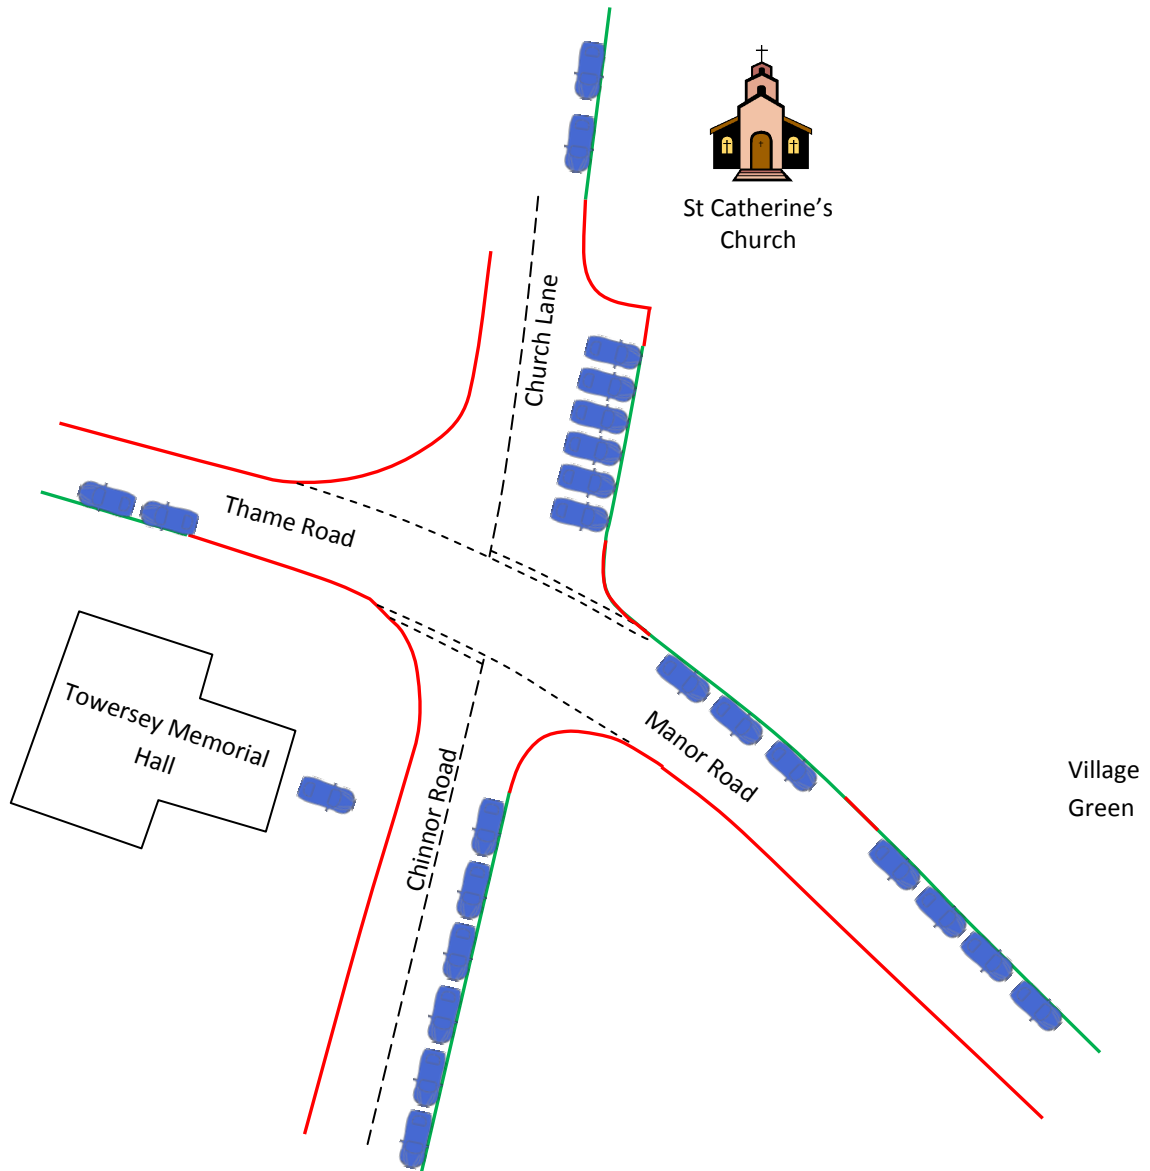 St Catherine’s
Church
Church Lane
Thame Road
Towersey Memorial
Hall
Manor Road
Chinnor Road
Village
Green